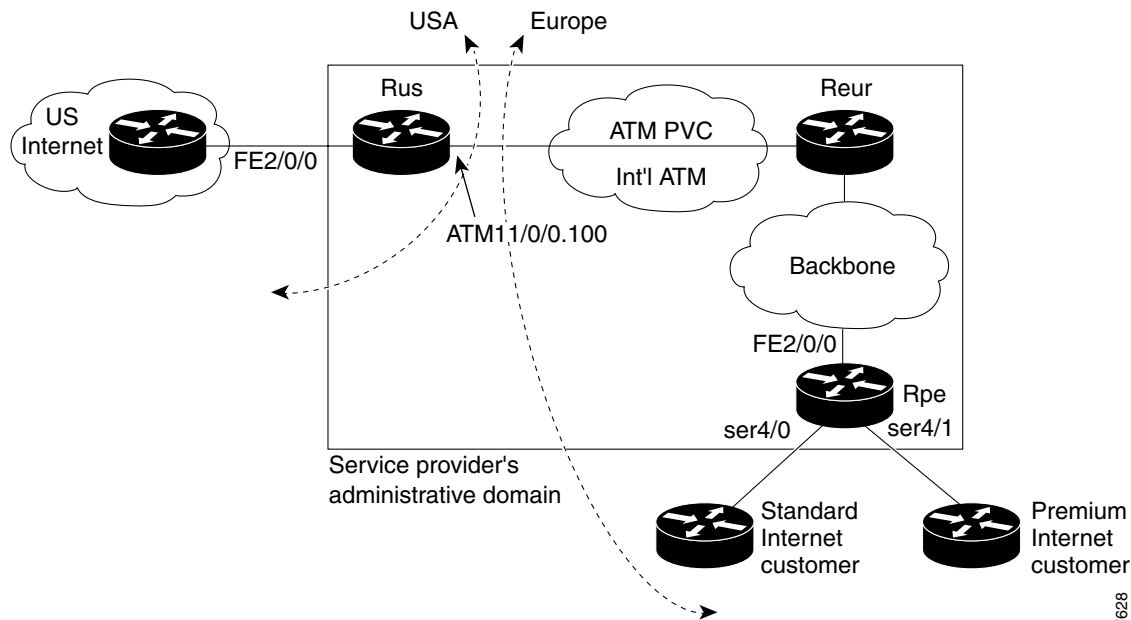 USA
Europe
US
Internet
FE2/0/0
Rus
ATM PVC
Int'l ATM
Reur
ATM11/0/0.100
Backbone
FE2/0/0
Rpe
ser4/0
ser4/1
Service provider's
administrative domain
Standard
Internet
customer
Premium
Internet
customer